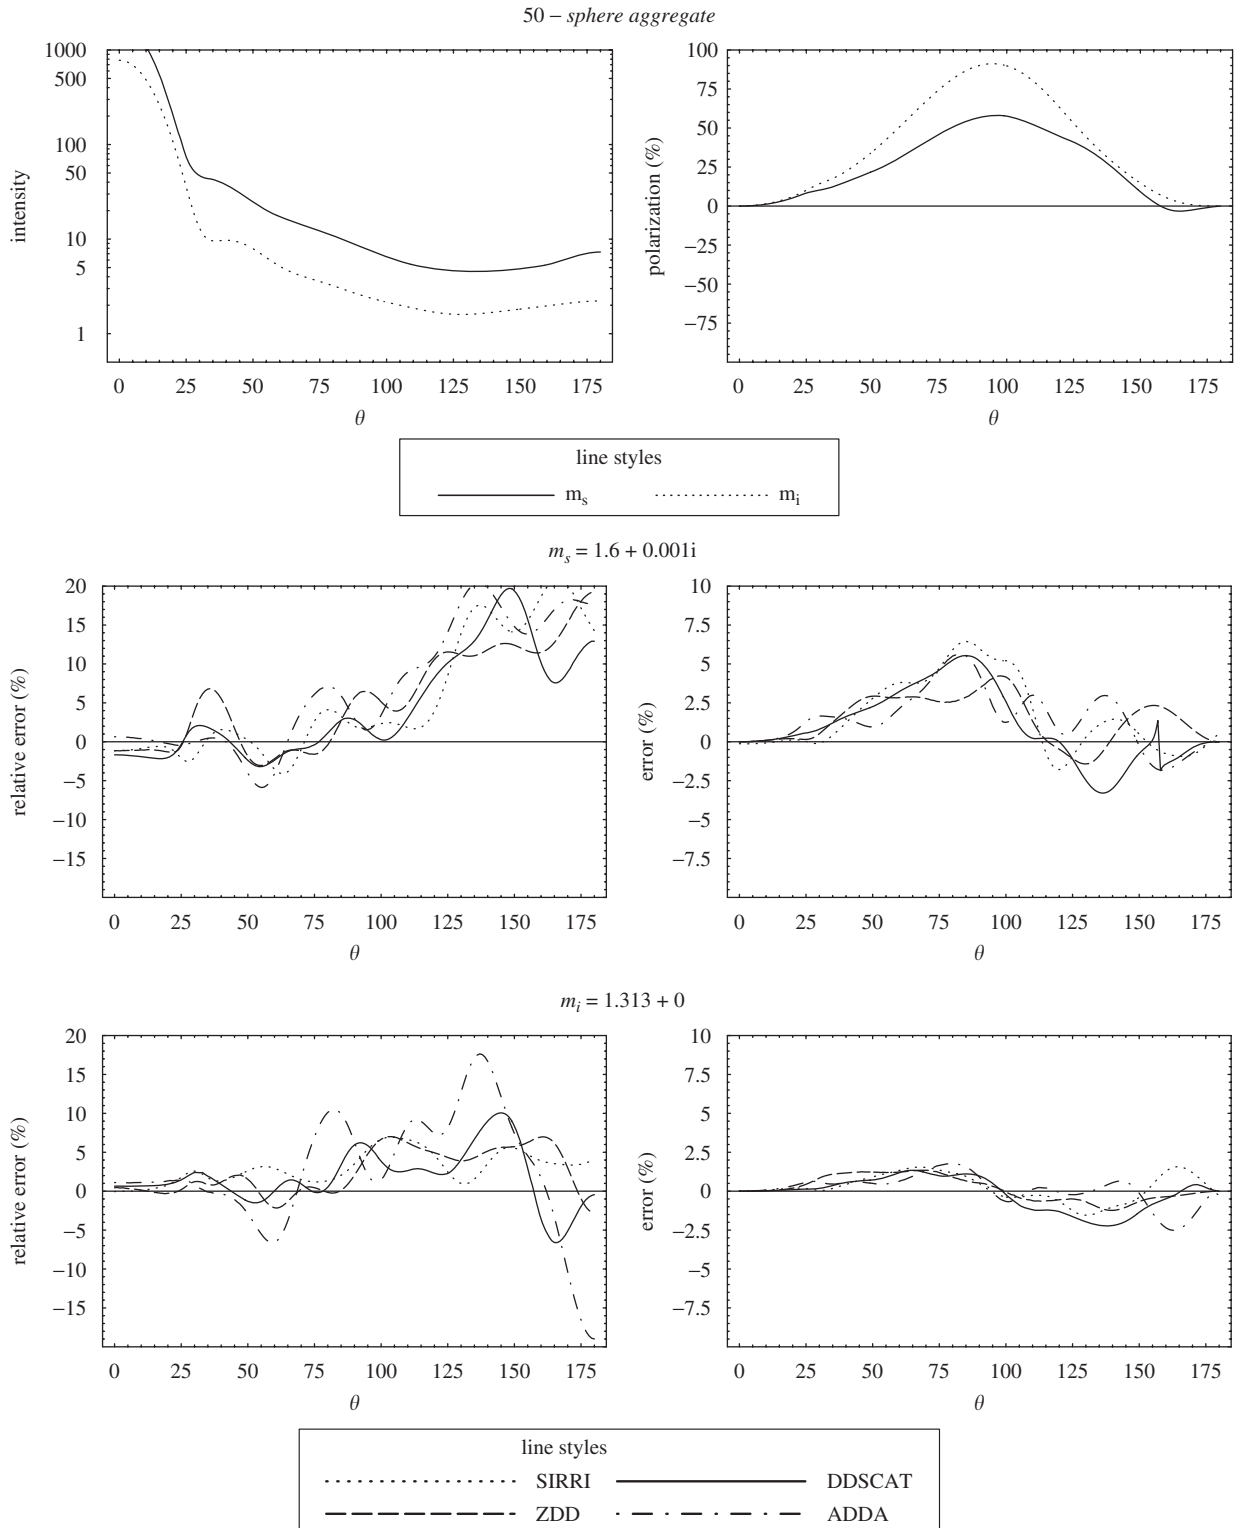 50 – sphere aggregate
1000
500
100
50
10
5
1
intensity
0 25 50 75 100 125 150 175
θ
100
75
50
25
0
−25
−50
−75
polarization (%)
0 25 50 75 100 125 150 175
θ
line styles
m_s m_i
m_s = 1.6 + 0.001i
20
15
10
5
0
−5
−10
−15
relative error (%)
0 25 50 75 100 125 150 175
θ
10
7.5
5
2.5
0
−2.5
−5
−7.5
error (%)
0 25 50 75 100 125 150 175
θ
m_i = 1.313 + 0
20
15
10
5
0
−5
−10
−15
relative error (%)
0 25 50 75 100 125 150 175
θ
10
7.5
5
2.5
0
−2.5
−5
−7.5
error (%)
0 25 50 75 100 125 150 175
θ
line styles
SIRRI DDSCAT
ZDD ADDA